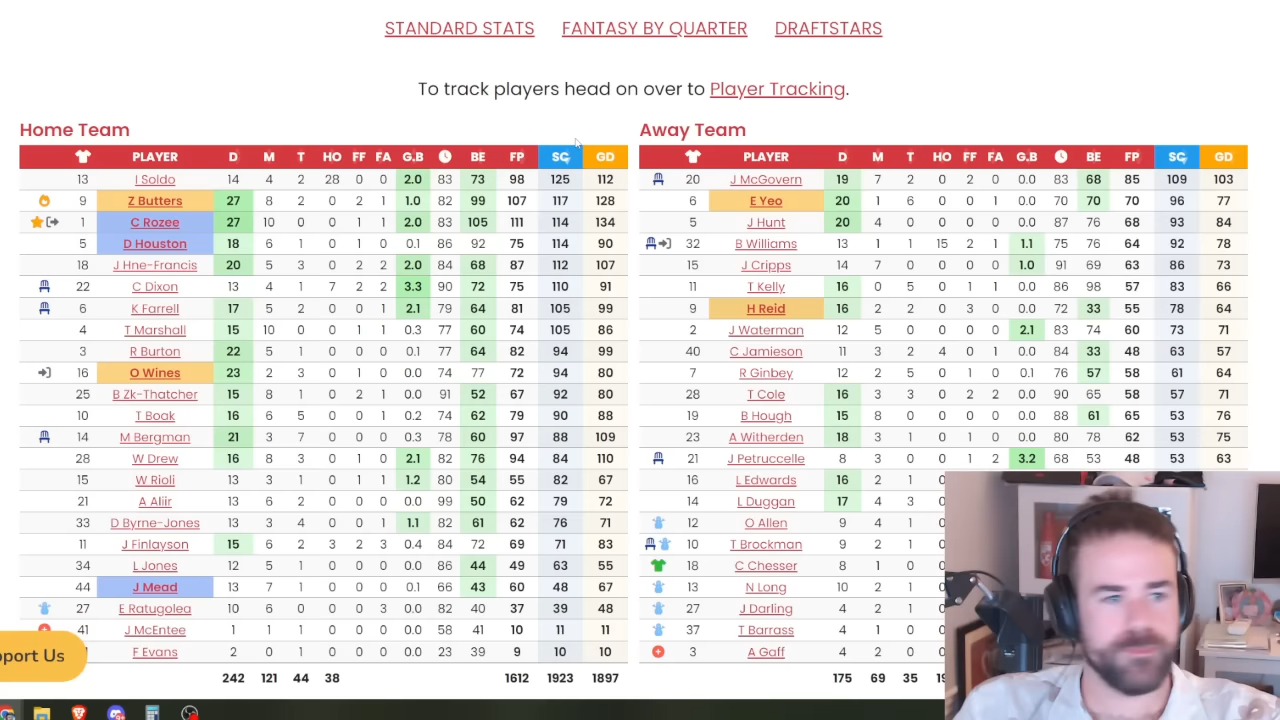 STANDARD STATS FANTASY BY QUARTER DRAFTSTARS
To track players head on over to Player Tracking.
Home Team
PLAYER D M T HO FF FA G.B BE FP SC GD
13 I Soldo 14 4 2 28 0 0 2.0 83 73 98 125 112
9 Z Butters 27 8 2 0 2 1 1.0 82 99 107 117 128
1 C Rozee 27 10 0 0 0 0 2.0 83 105 111 114 134
5 D Houston 18 6 1 0 1 0 0.1 86 92 75 114 90
18 J Hne-Francis 20 5 3 0 2 2 2.0 84 68 87 112 107
22 C Dixon 13 4 1 7 2 2 3.3 90 72 75 110 91
6 K Farrell 17 5 2 0 0 1 2.1 79 64 81 105 99
4 T Marshall 15 10 0 0 0 1 0.3 77 60 74 105 86
3 R Burton 22 5 1 0 0 0 0.1 77 64 82 94 99
16 O Wines 23 2 3 0 1 0 0.0 74 77 72 94 80
25 B Zk-Thatcher 15 8 1 0 2 1 0.0 91 52 67 92 80
10 T Boak 16 6 5 0 1 2 0.2 74 62 79 90 88
14 M Bergman 21 3 7 0 0 0 0.3 78 60 97 88 109
28 W Drew 16 8 3 0 1 0 2.1 82 76 94 84 110
15 W Rioli 13 3 1 0 1 1 1.2 80 54 55 82 67
21 A Aliir 13 6 2 0 0 0 0.0 99 50 65 79 72
33 D Byrne-Jones 13 3 4 0 0 1 1.1 82 61 62 76 71
11 J Finlayson 15 6 2 3 2 3 0.4 84 72 69 71 83
34 L Jones 12 5 1 0 0 0 0.0 86 44 49 63 55
44 J Mead 13 7 1 0 0 0 0.1 66 43 60 48 67
27 E Ratugolea 10 6 0 0 0 3 0.0 82 40 37 39 48
41 J McEntee 1 1 1 0 0 0 0.0 58 41 10 11 11
F Evans 2 0 1 0 0 0 0.0 23 39 9 10 10
242 121 44 38 1612 1923 1897
Away Team
PLAYER D M T HO FF FA G.B BE FP SC GD
20 J McGovern 19 7 2 0 2 0 0.0 83 68 85 109 103
6 E Yeo 20 1 6 0 0 1 0.0 70 70 70 96 77
5 J Hunt 20 4 4 0 0 0 0.0 87 76 68 93 84
32 B Williams 13 1 1 15 2 1 1.1 75 76 64 92 78
15 J Cripps 14 7 0 0 0 0 1.0 91 69 63 86 73
11 T Kelly 16 0 5 0 1 1 0.0 86 98 57 83 66
9 H Reid 16 2 2 0 3 0 0.0 72 33 55 78 64
2 J Waterman 12 5 0 0 0 0 2.1 83 74 60 73 71
40 C Jamieson 11 3 2 4 0 1 0.0 84 33 48 63 57
7 R Ginbey 12 2 5 0 1 0 0.1 76 57 58 61 64
28 T Cole 16 3 3 0 2 2 0.0 90 65 58 57 71
19 B Hough 15 8 0 0 0 0 0.0 88 61 65 53 76
23 A Witherden 18 3 1 0 1 0 0.0 80 78 62 53 75
21 J Petruccelle 8 3 0 0 1 2 3.2 68 53 48 53 63
16 L Edwards 16 2 1
14 L Duggan 17 4 3
12 O Allen 9 4 1
10 T Brockman 9 2 1
18 C Chesser 8 1 0
13 N Long 10 2 1
27 J Darling 4 2 1
37 T Barrass 4 1 0
3 A Gaff 4 2 0
175 69 35
pport Us